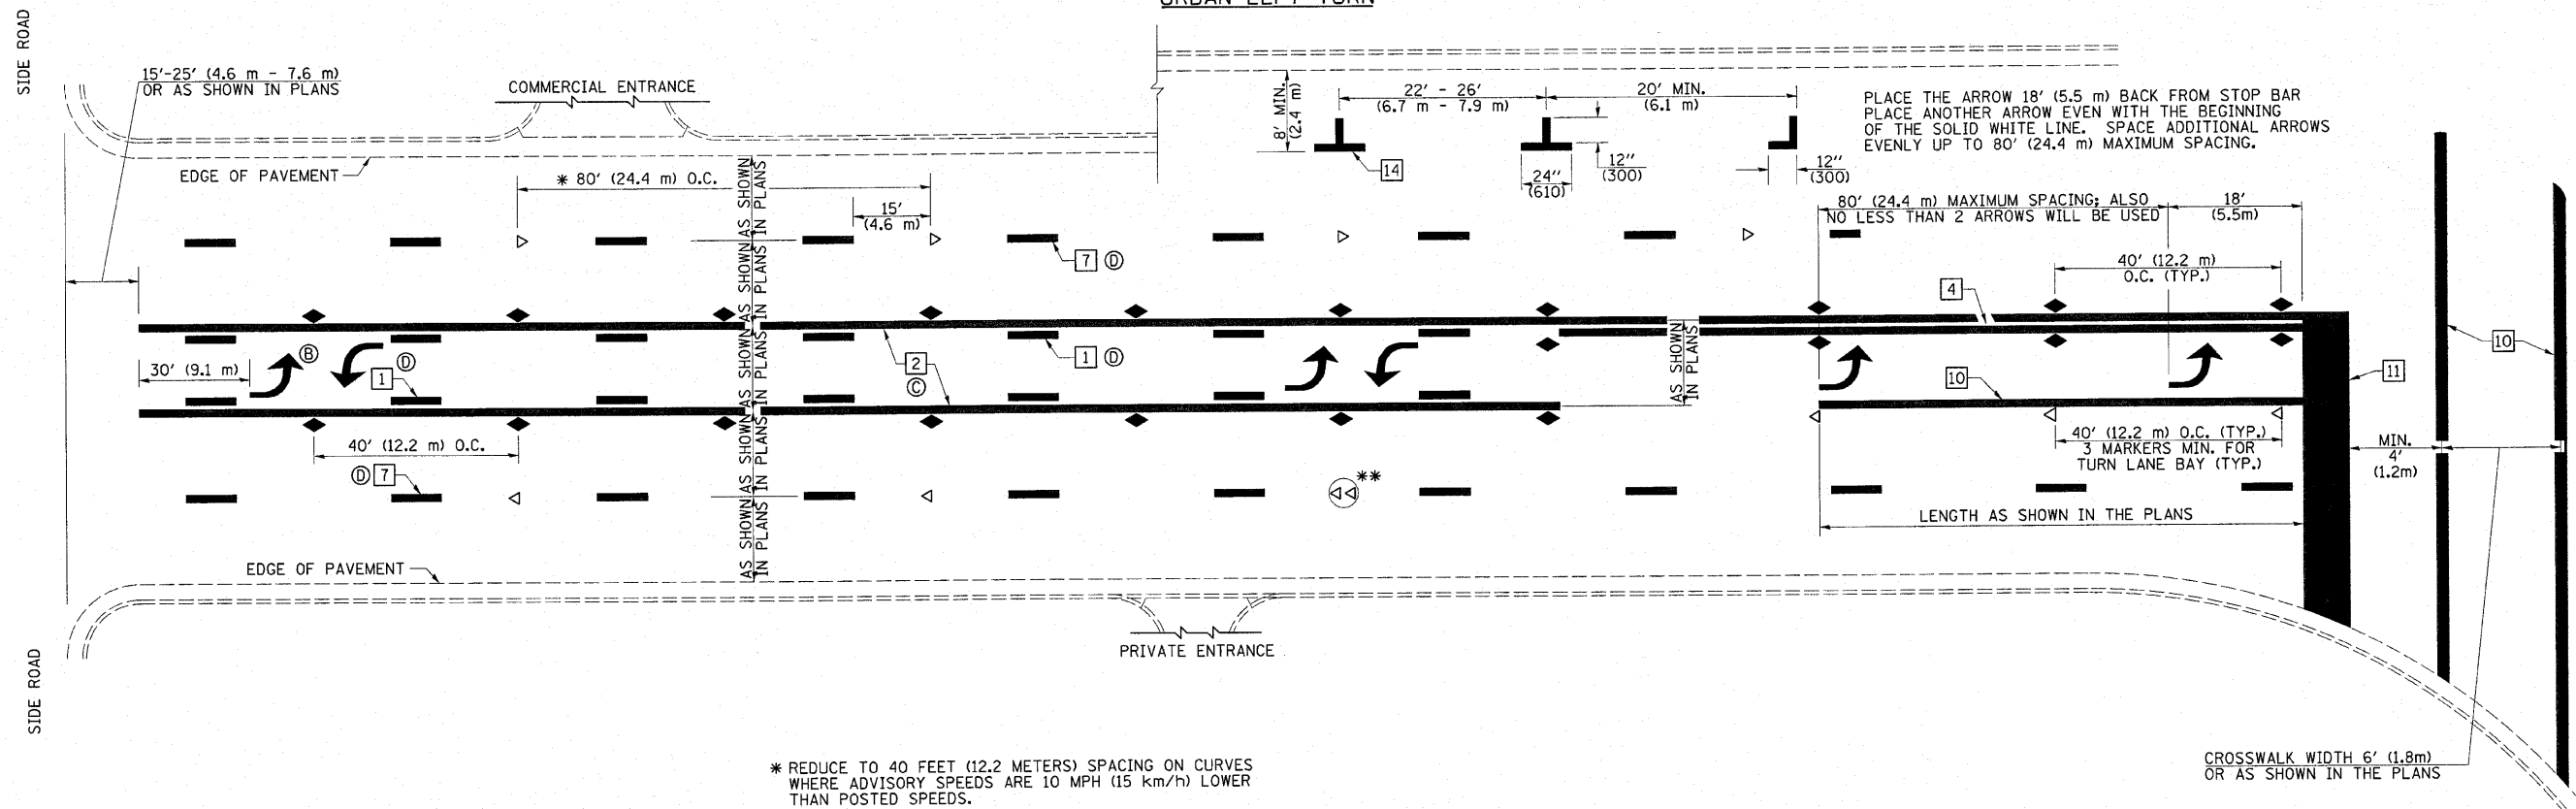 URBAN LEFT TURN
SIDE ROAD
15'-25' (4.6 m - 7.6 m)
OR AS SHOWN IN PLANS
COMMERCIAL ENTRANCE
EDGE OF PAVEMENT
* 80' (24.4 m) O.C.
15'
(4.6 m)
8' MIN.
(2.4 m)
22' - 26'
(6.7 m - 7.9 m)
20' MIN.
(6.1 m)
14
24"
(610)
12"
(300)
12"
(300)
PLACE THE ARROW 18' (5.5 m) BACK FROM STOP BAR
PLACE ANOTHER ARROW EVEN WITH THE BEGINNING
OF THE SOLID WHITE LINE. SPACE ADDITIONAL ARROWS
EVENLY UP TO 80' (24.4 m) MAXIMUM SPACING.
80' (24.4 m) MAXIMUM SPACING; ALSO
NO LESS THAN 2 ARROWS WILL BE USED
18'
(5.5m)
7 D
40' (12.2 m)
O.C. (TYP.)
4
AS SHOWN
IN PLANS
AS SHOWN
IN PLANS
AS SHOWN
IN PLANS
AS SHOWN
IN PLANS
AS SHOWN
IN PLANS
30' (9.1 m)
B
D
1
2
C
1 D
AS SHOWN
IN PLANS
10
11
10
40' (12.2 m) O.C.
D 7
**
40' (12.2 m) O.C. (TYP.)
3 MARKERS MIN. FOR
TURN LANE BAY (TYP.)
MIN.
4'
(1.2m)
LENGTH AS SHOWN IN THE PLANS
EDGE OF PAVEMENT
PRIVATE ENTRANCE
SIDE ROAD
* REDUCE TO 40 FEET (12.2 METERS) SPACING ON CURVES
WHERE ADVISORY SPEEDS ARE 10 MPH (15 km/h) LOWER
THAN POSTED SPEEDS.
CROSSWALK WIDTH 6' (1.8m)
OR AS SHOWN IN THE PLANS